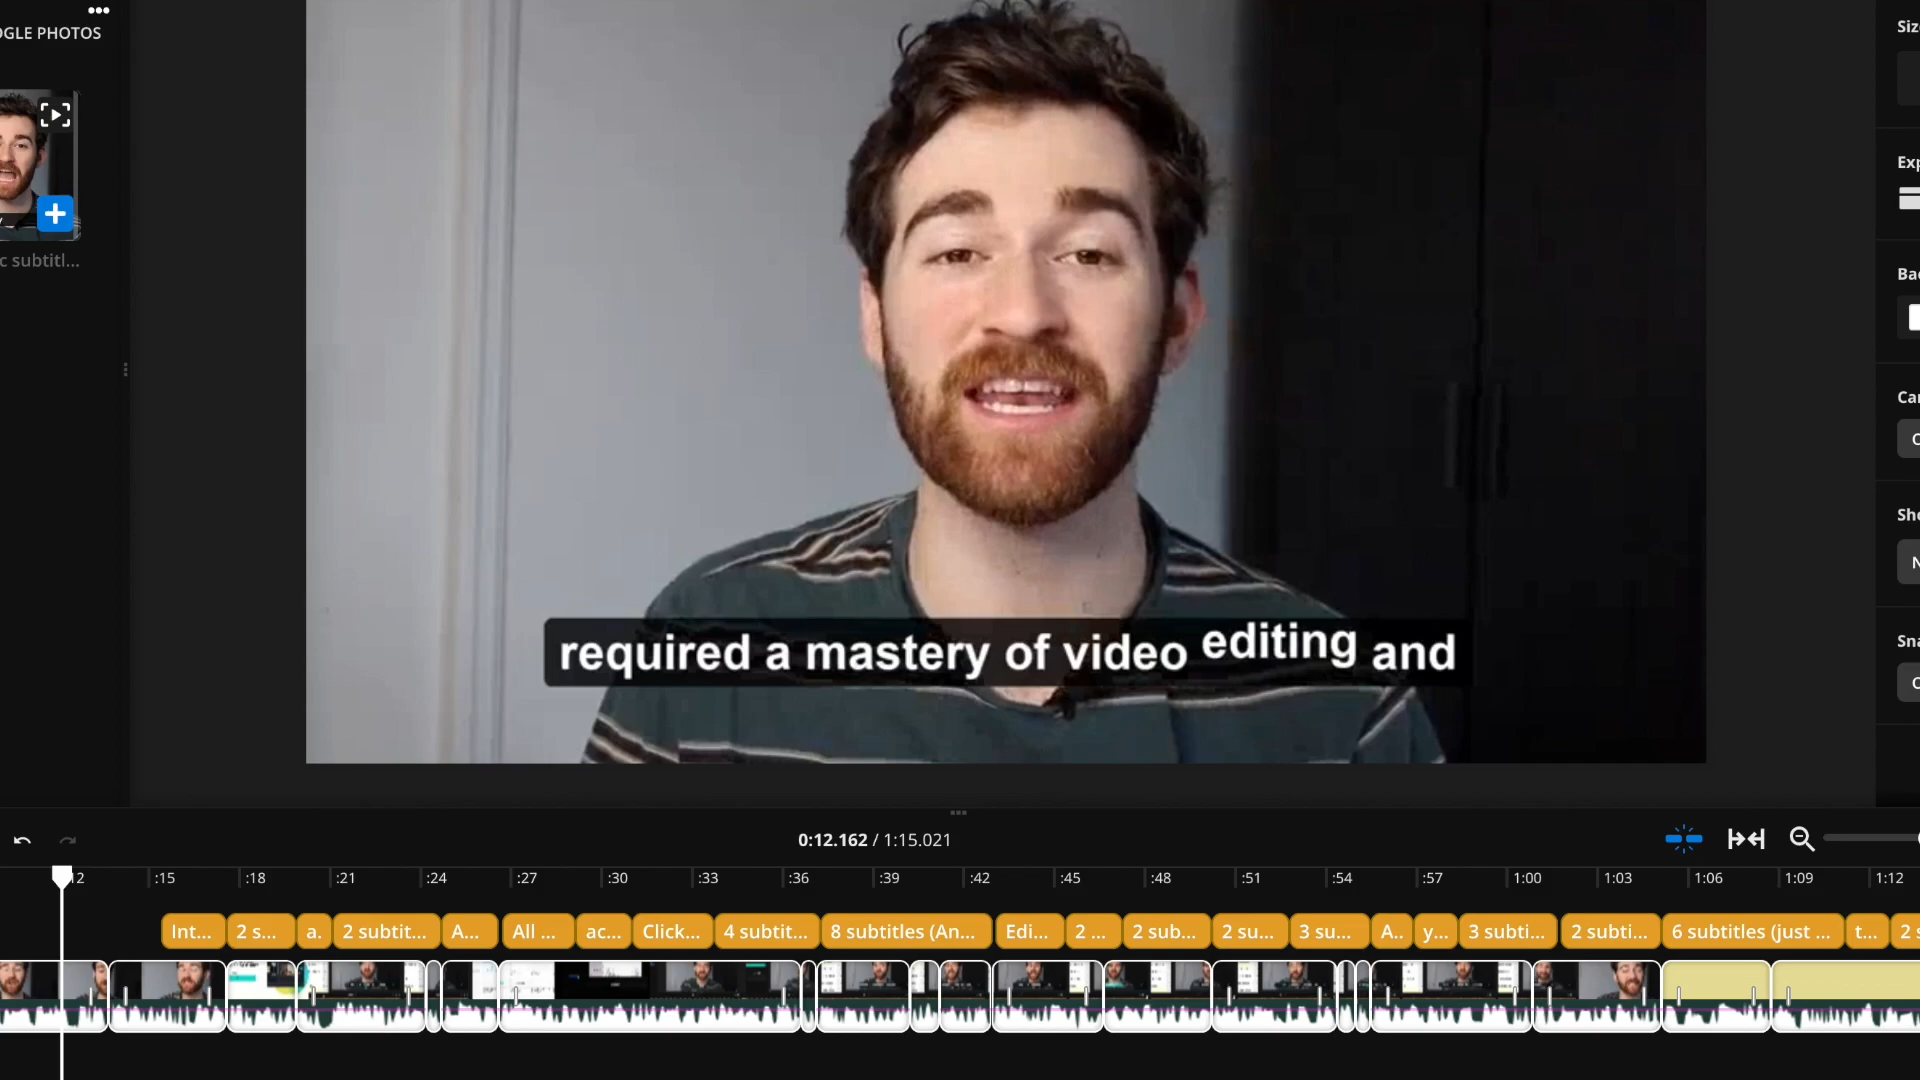 OGLE PHOTOS
c subtitl...
required a mastery of video editing and
Siz
Exp
Bac
Can
Sho
N
Sna
0:12.162 / 1:15.021
12 :15 :18 :21 :24 :27 :30 :33 :36 :39 :42 :45 :48 :51 :54 :57 1:00 1:03 1:06 1:09 1:12
Int... 2 s... a. 2 subtit... A... All ... ac... Click... 4 subtit... 8 subtitles (An... Edi... 2 ... 2 sub... 2 su... 3 su... A.. y... 3 subti... 2 subti... 6 subtitles (just ... t... 2 s